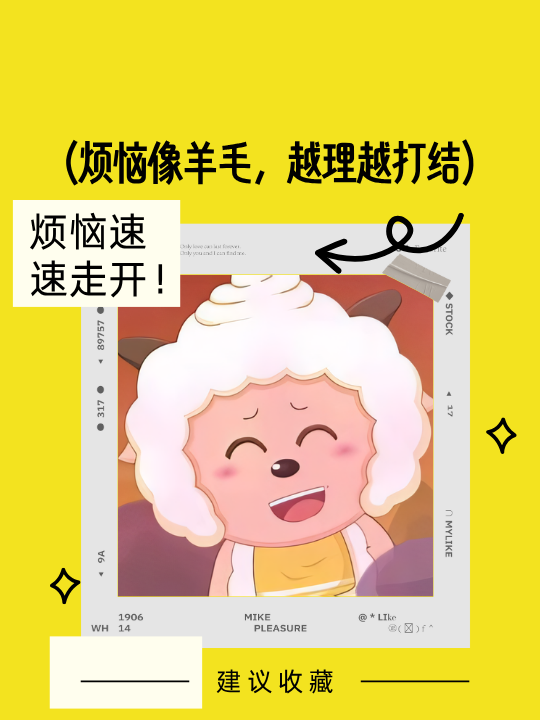 (烦恼像羊毛，越理越打结)
烦恼速
速走开!
Only love can last forever.
Only you and I can find me.
STOCK
89757
317
17
MYLIKE
9A
1906
WH 14
MIKE
PLEASURE
@ * LIke
建议收藏